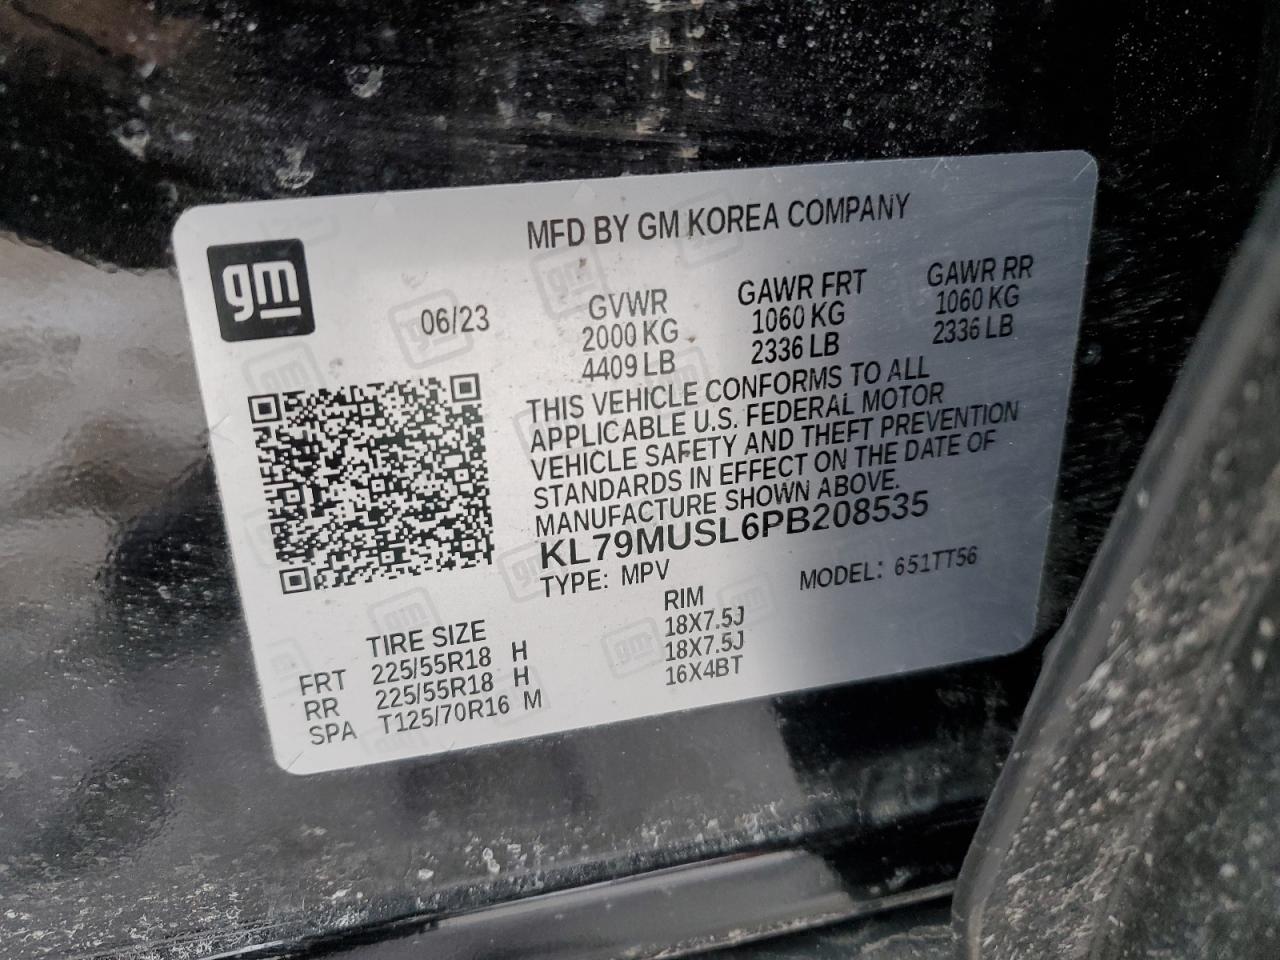 MFD BY GM KOREA COMPANY
gm
06/23
GVWR GAWR FRT GAWR RR
2000 KG 1060 KG 1060 KG
4409 LB 2336 LB 2336 LB
THIS VEHICLE CONFORMS TO ALL
APPLICABLE U.S. FEDERAL MOTOR
VEHICLE SAFETY AND THEFT PREVENTION
STANDARDS IN EFFECT ON THE DATE OF
MANUFACTURE SHOWN ABOVE.
KL79MUSL6PB208535
TYPE: MPV MODEL: 651TT56
TIRE SIZE RIM
FRT 225/55R18 H 18X7.5J
RR 225/55R18 H 18X7.5J
SPA T125/70R16 M 16X4BT